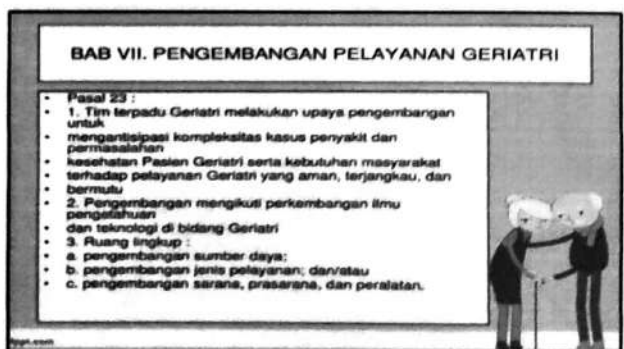 BAB VII. PENGEMBANGAN PELAYANAN GERIATRI
• Pasal 23 :
• 1. Tim terpadu Geriatri melakukan upaya pengembangan
untuk
• mengantisipasi kompleksitas kasus penyakit dan
permasalahan
• kesehatan Pasien Geriatri serta kebutuhan masyarakat
• terhadap pelayanan Geriatri yang aman, terjangkau, dan
• bermutu
• 2. Pengembangan mengikuti perkembangan ilmu
pengetahuan
• dan teknologi di bidang Geriatri
• 3. Ruang lingkup :
• a. pengembangan sumber daya;
• b. pengembangan jenis pelayanan; dan/atau
• c. pengembangan sarana, prasarana, dan peralatan.